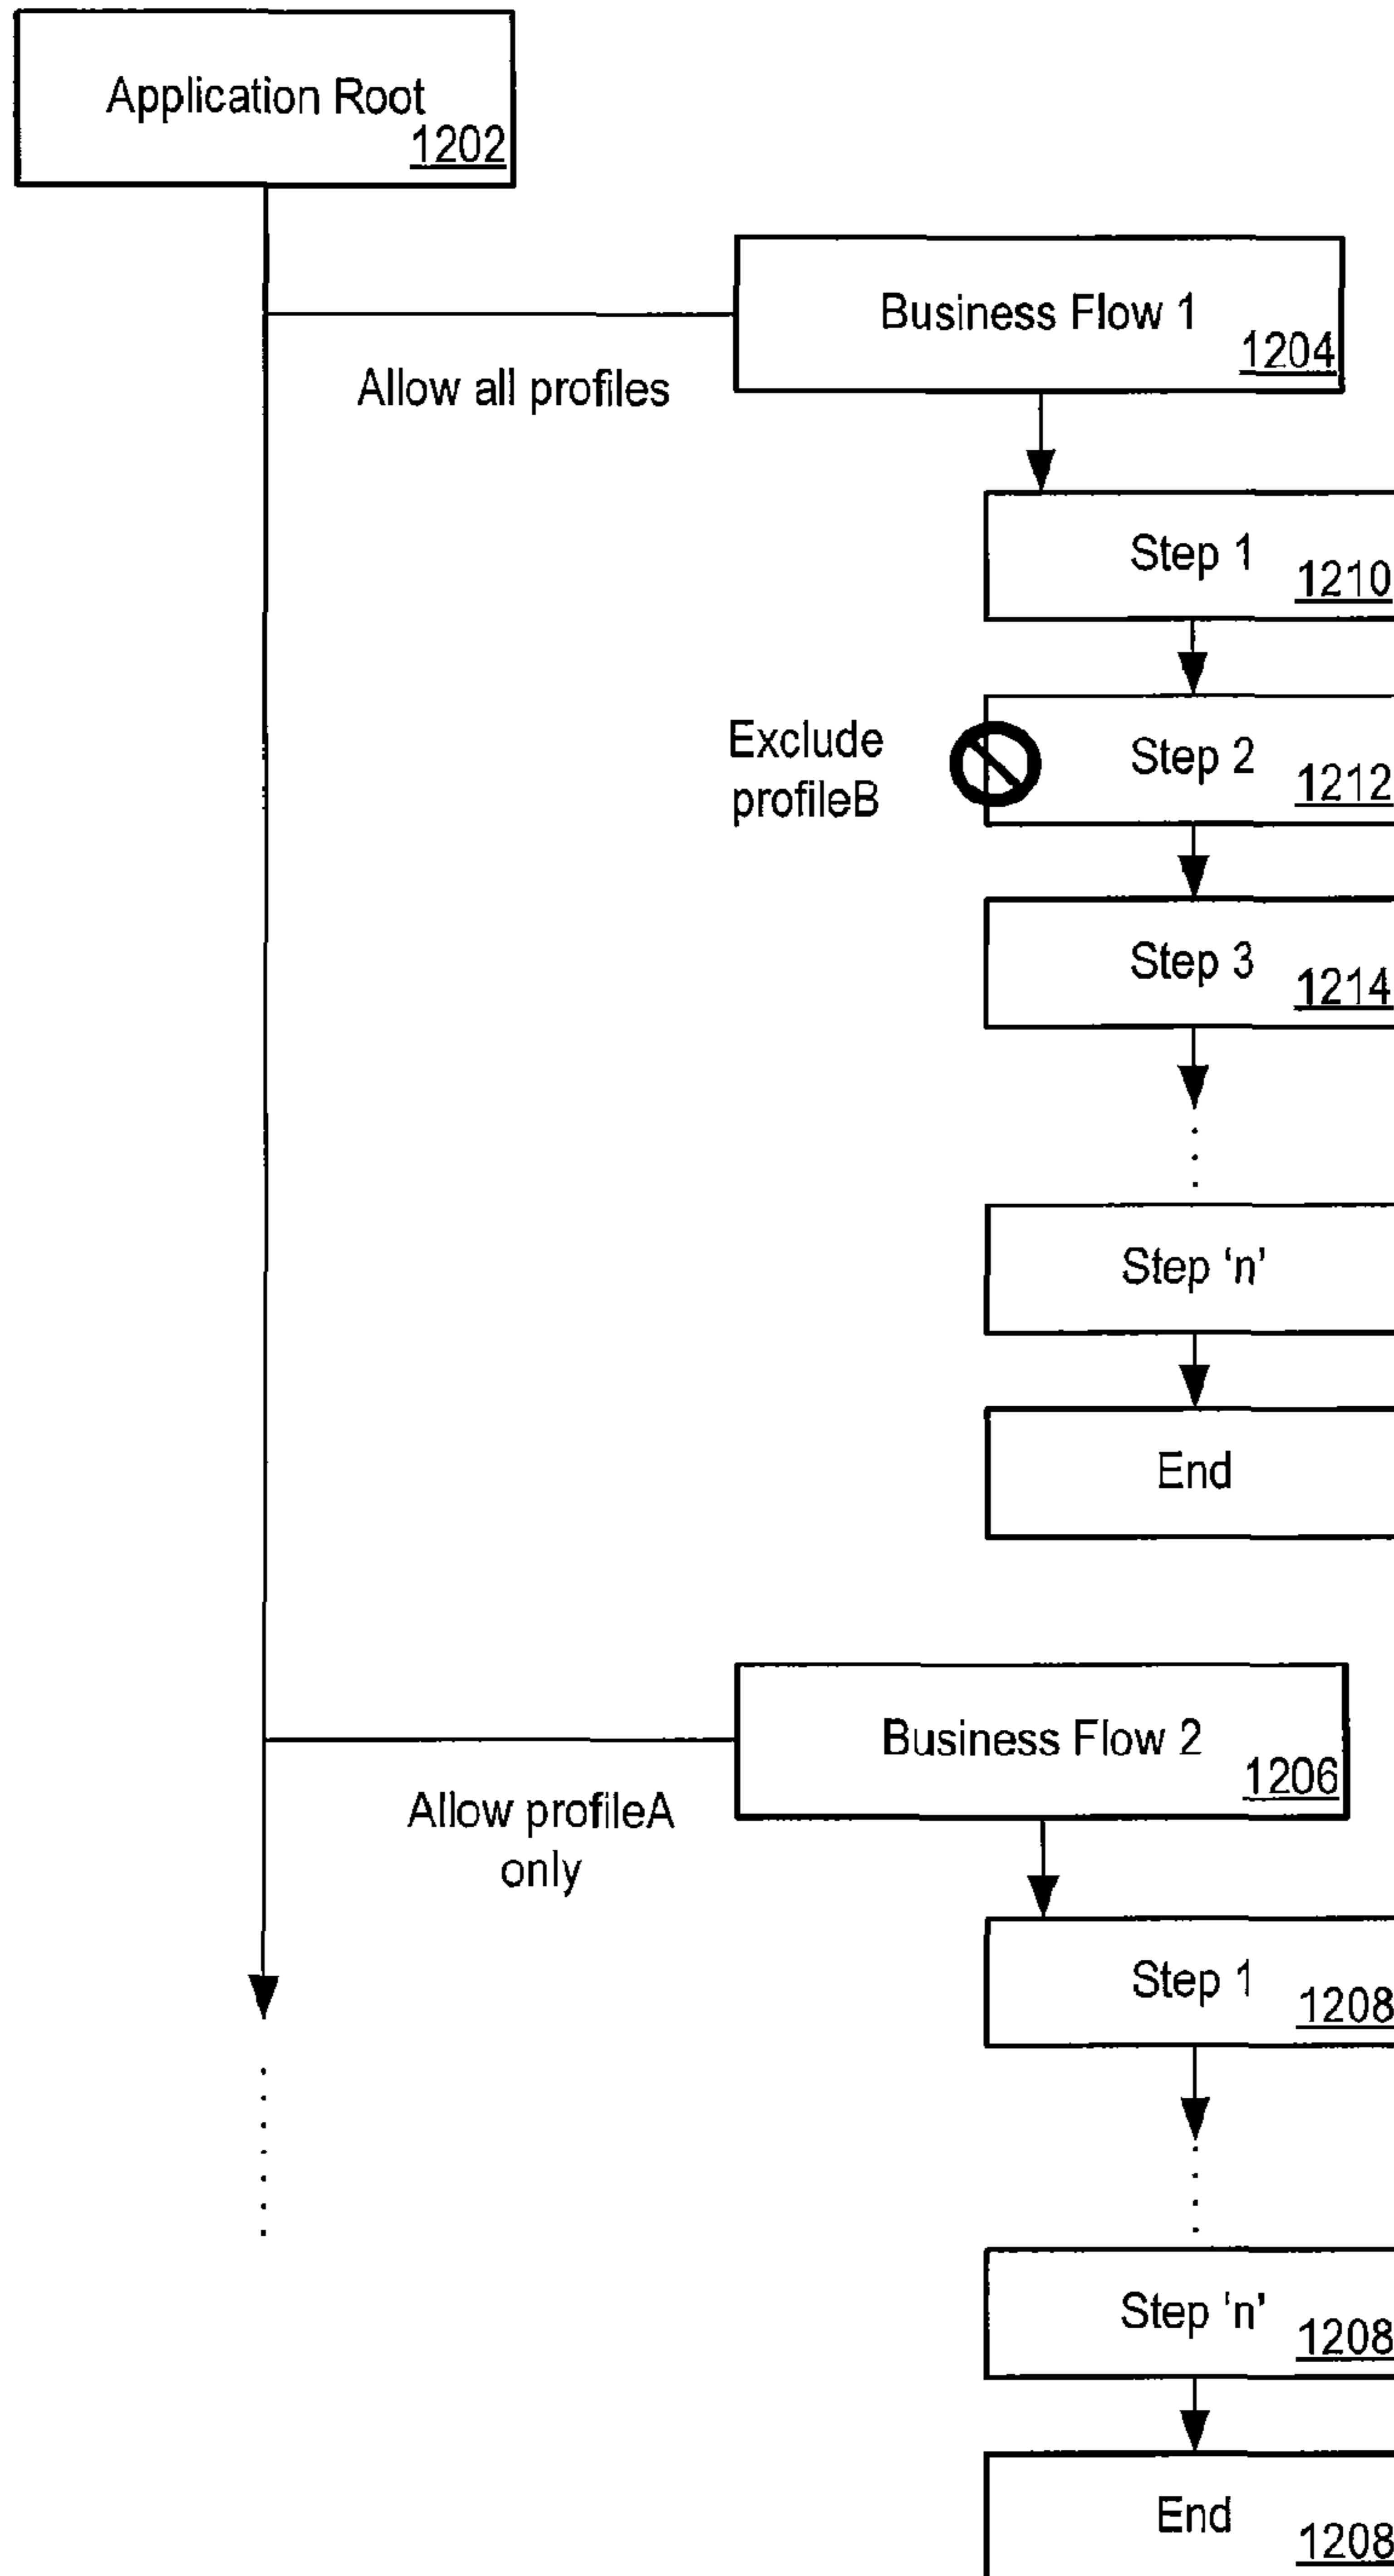 Application Root
1202
Business Flow 1
1204
Allow all profiles
Step 1
1210
Exclude
profileB
Step 2
1212
Step 3
1214
Step ‘n’
End
Business Flow 2
1206
Allow profileA
only
Step 1
1208
Step 'n'
1208
End
1208